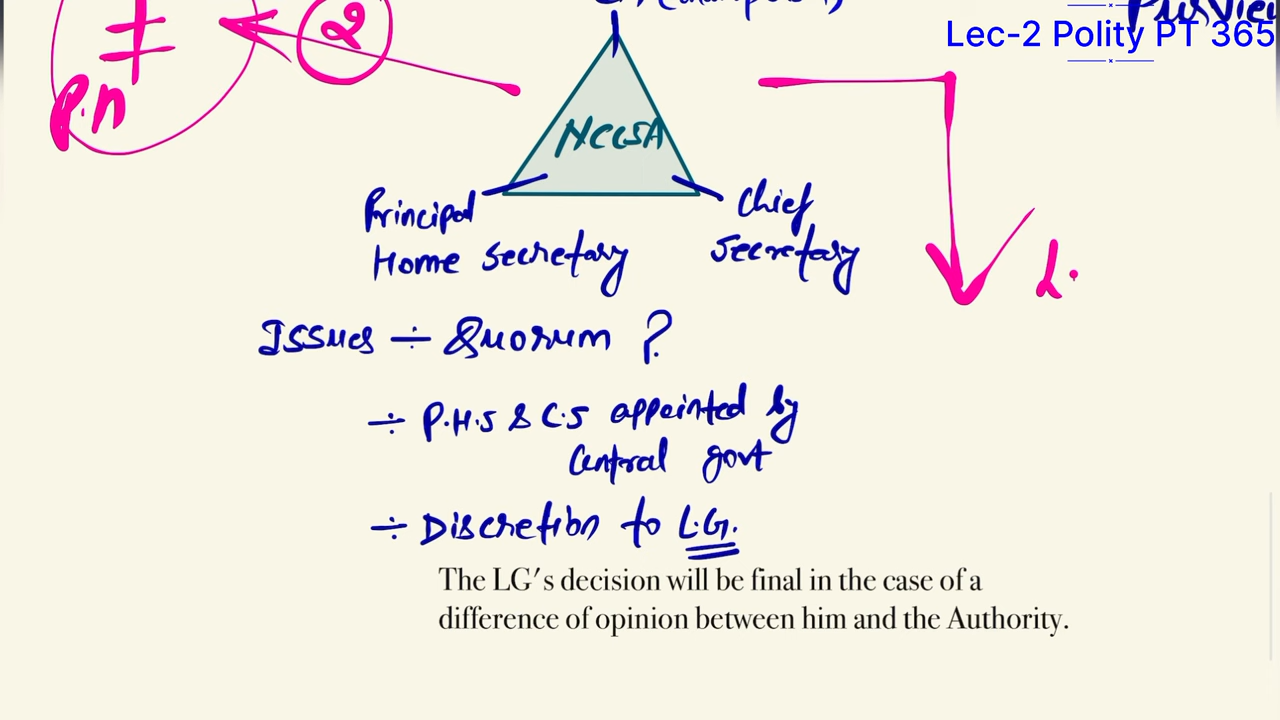 Lec-2 Polity PT 365
2
P.n
NCCSA
Principal
Home Secretary
Chief
Secretary
L.
Issues ÷ Quorum ?
÷ P.H.S & C.S appointed by
Central govt
÷ Discretion to L.G.
The LG's decision will be final in the case of a
difference of opinion between him and the Authority.